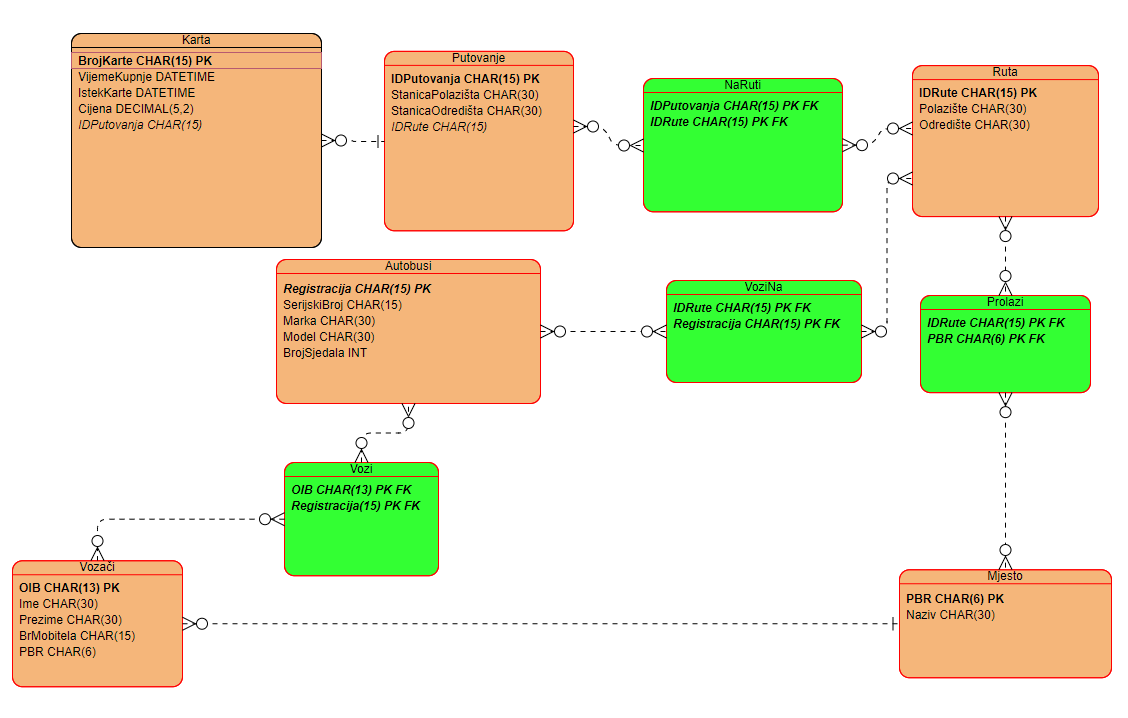 Karta
BrojKarte CHAR(15) PK
VijemeKupnje DATETIME
IstekKarte DATETIME
Cijena DECIMAL(5,2)
IDPutovanja CHAR(15)
Putovanje
IDPutovanja CHAR(15) PK
StanicaPolazišta CHAR(30)
StanicaOdredišta CHAR(30)
IDRute CHAR(15)
NaRuti
IDPutovanja CHAR(15) PK FK
IDRute CHAR(15) PK FK
Ruta
IDRute CHAR(15) PK
Polazište CHAR(30)
Odredište CHAR(30)
Autobusi
Registracija CHAR(15) PK
SerijskiBroj CHAR(15)
Marka CHAR(30)
Model CHAR(30)
BrojSjedala INT
VoziNa
IDRute CHAR(15) PK FK
Registracija CHAR(15) PK FK
Prolazi
IDRute CHAR(15) PK FK
PBR CHAR(6) PK FK
Vozi
OIB CHAR(13) PK FK
Registracija(15) PK FK
Vozači
OIB CHAR(13) PK
Ime CHAR(30)
Prezime CHAR(30)
BrMobitela CHAR(15)
PBR CHAR(6)
Mjesto
PBR CHAR(6) PK
Naziv CHAR(30)